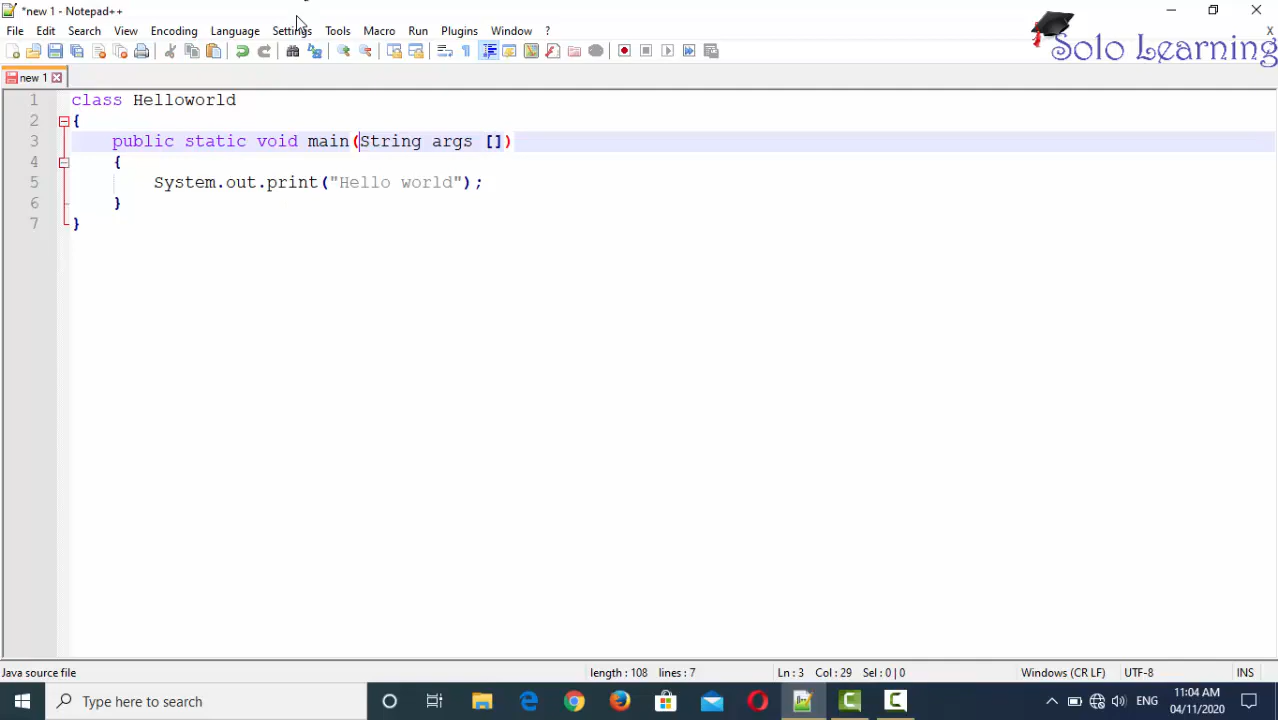 *new 1 - Notepad++
File Edit Search View Encoding Language Settings Tools Macro Run Plugins Window ? X
Solo Learning
new 1
1 class Helloworld
2 {
3 public static void main(String args [])
4 {
5 System.out.print("Hello world");
6 }
7 }
Java source file length : 108 lines : 7 Ln : 3 Col : 29 Sel : 0 | 0 Windows (CR LF) UTF-8 INS
Type here to search ENG 11:04 AM
04/11/2020